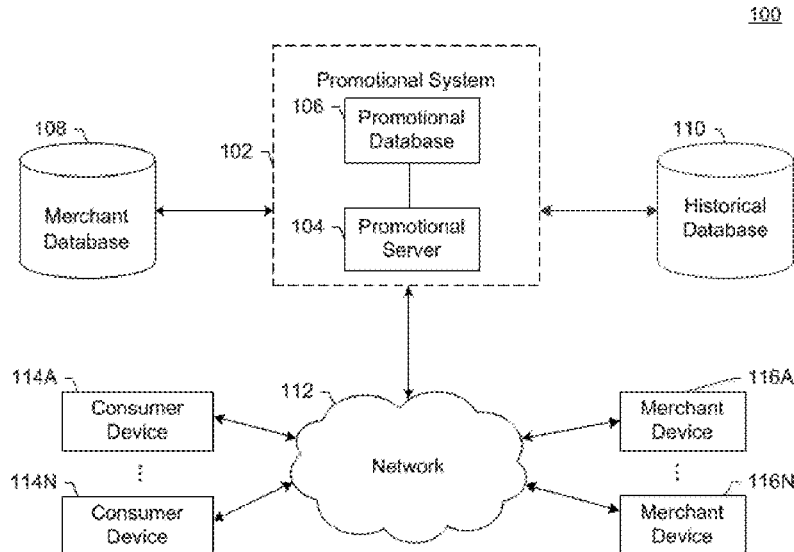 100
Promotional System
106
Promotional
Database
108
102
110
Merchant
Database
104
Promotional
Server
Historical
Database
114A
112
116A
Consumer
Device
Merchant
Device
...
Network
...
114N
116N
Consumer
Device
Merchant
Device